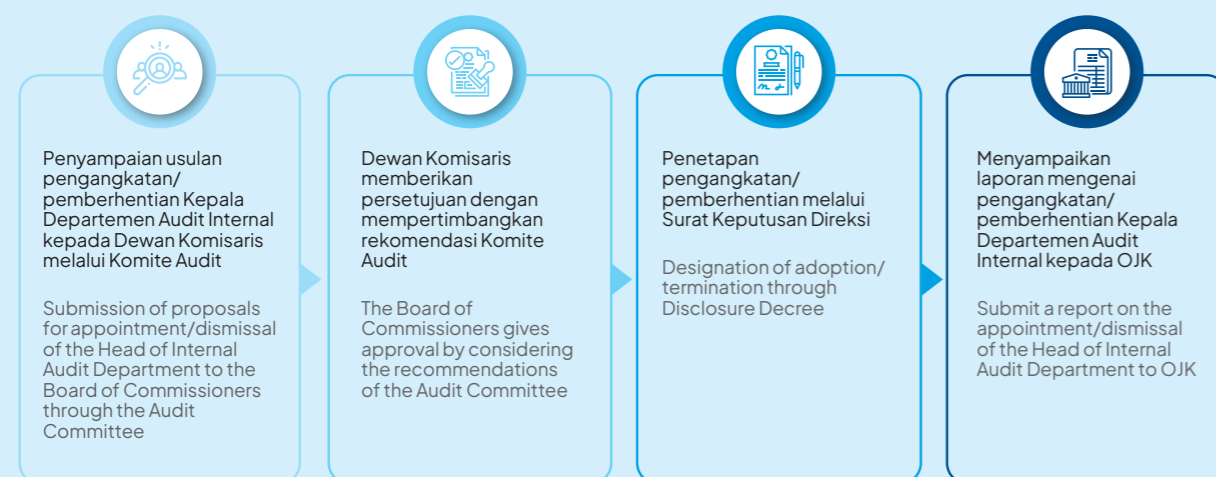 Penyampaian usulan
pengangkatan/
pemberhentian Kepala
Departemen Audit Internal
kepada Dewan Komisaris
melalui Komite Audit
Submission of proposals
for appointment/dismissal
of the Head of Internal
Audit Department to the
Board of Commissioners
through the Audit
Committee
Dewan Komisaris
memberikan
persetujuan dengan
mempertimbangkan
rekomendasi Komite
Audit
The Board of
Commissioners gives
approval by considering
the recommendations
of the Audit Committee
Penetapan
pengangkatan/
pemberhentian melalui
Surat Keputusan Direksi
Designation of adoption/
termination through
Disclosure Decree
Menyampaikan
laporan mengenai
pengangkatan/
pemberhentian Kepala
Departemen Audit
Internal kepada OJK
Submit a report on the
appointment/dismissal
of the Head of Internal
Audit Department to OJK